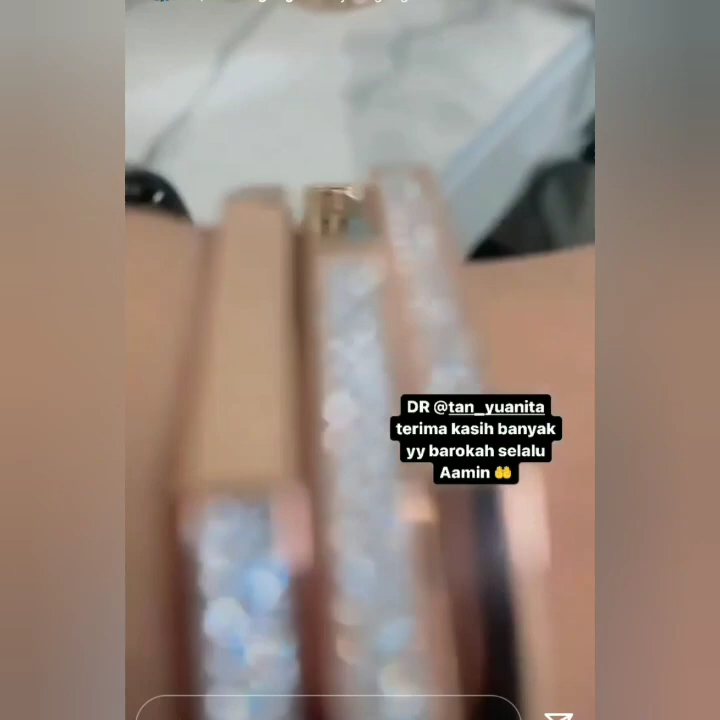 DR @tan_yuanita
terima kasih banyak
yy barokah selalu
Aamin 🤲